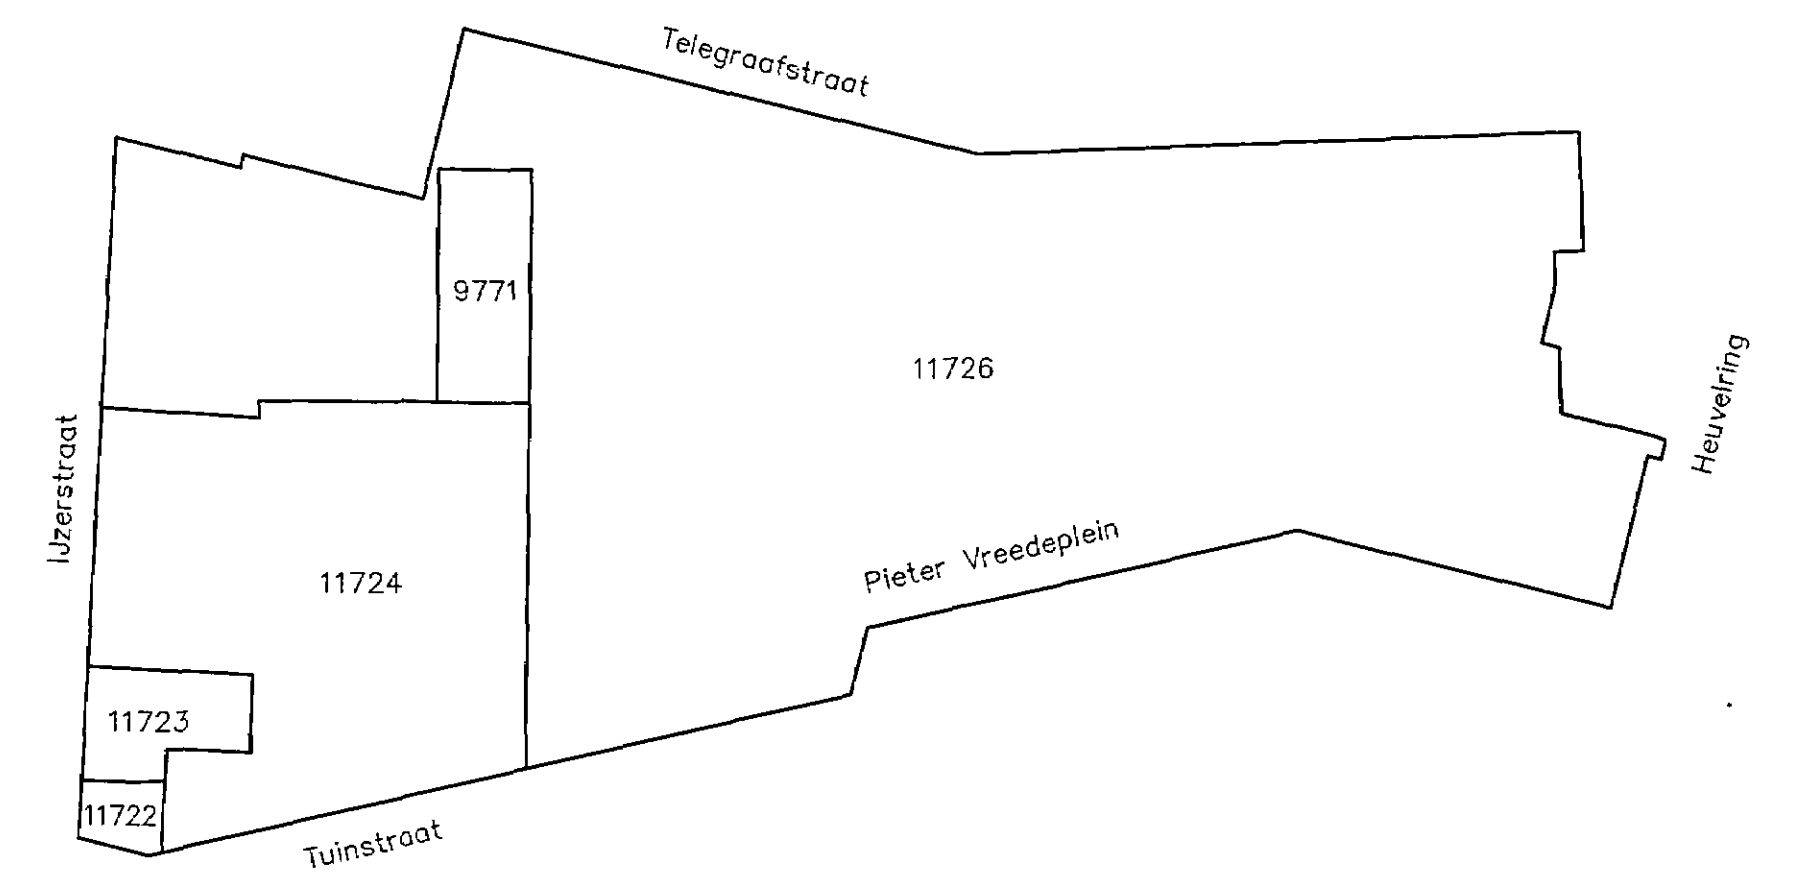 Telegraafstraat
9771
11726
Heuvelring
IJzerstraat
Pieter Vreedeplein
11724
11723
11722
Tuinstraat